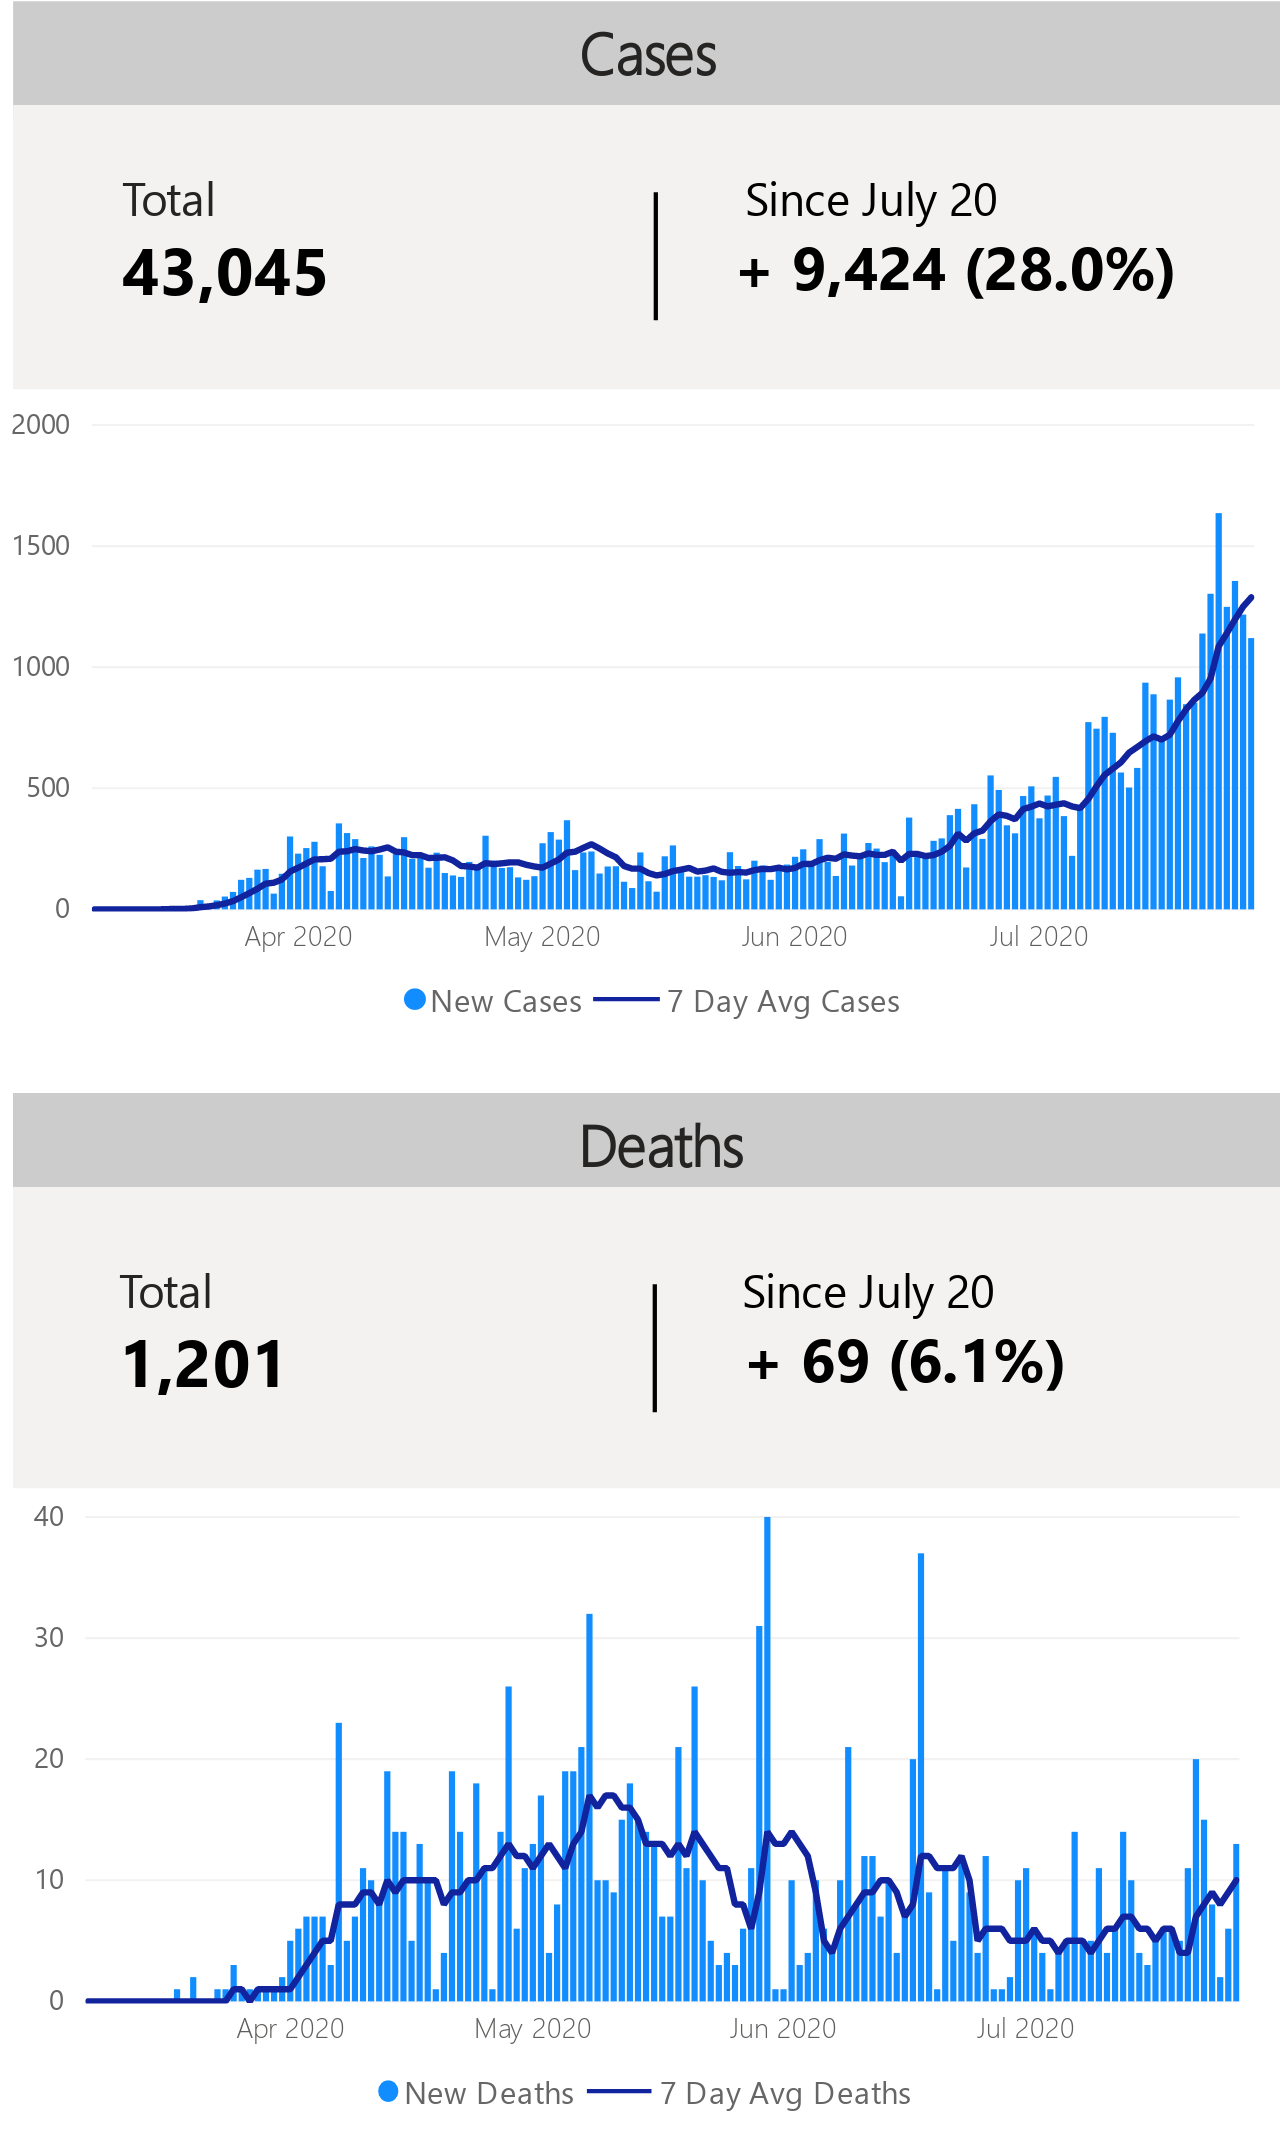 Cases
Total
Since July 20
43,045
+ 9,424 (28.0%)
2000
1500
1000
500
0
Apr 2020
May 2020
Jun 2020
Jul 2020
New Cases
7 Day Avg Cases
Deaths
Total
Since July 20
1,201
+ 69 (6.1%)
40
30
20
10
0
Apr 2020
May 2020
Jun 2020
Jul 2020
New Deaths
7 Day Avg Deaths